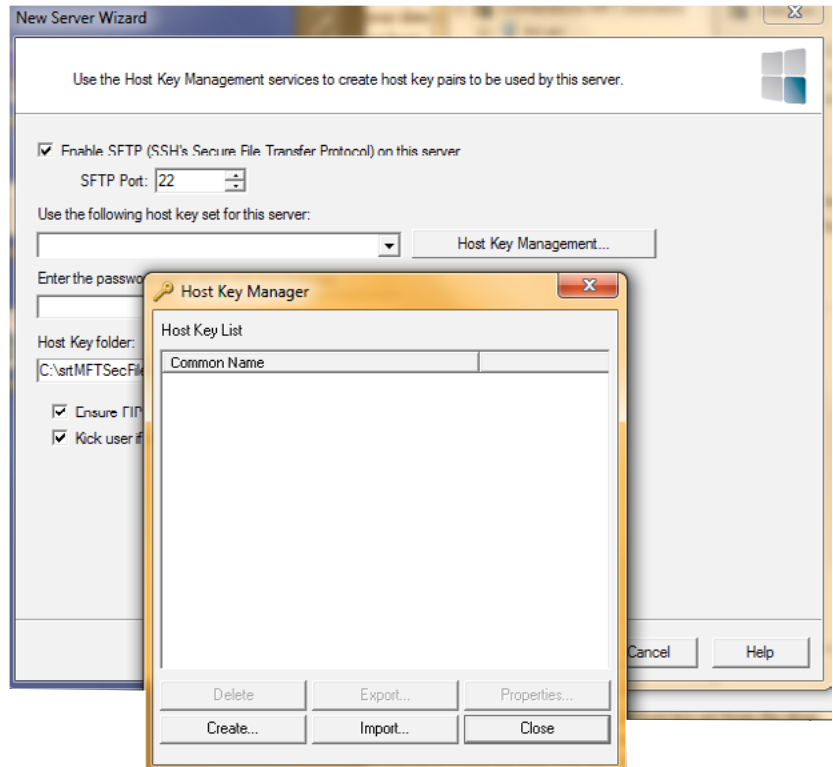 New Server Wizard
Use the Host Key Management services to create host key pairs to be used by this server.
Enable SFTP (SSH's Secure File Transfer Protocol) on this server
SFTP Port: 22
Use the following host key set for this server:
Host Key Management...
Enter the passwo
Host Key Manager
Host Key List
Common Name
Host Key folder:
C:\srtMFTSecFile
Ensure FIP
Kick user if
Cancel
Help
Delete
Export...
Properties...
Create...
Import...
Close